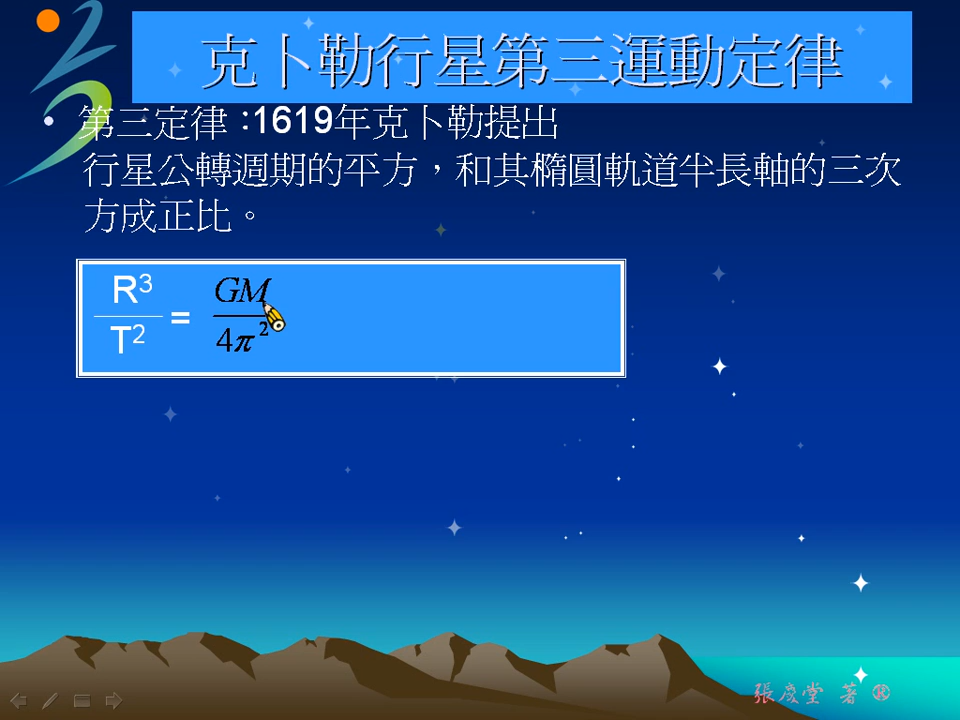 克卜勒行星第三運動定律
• 第三定律：1619年克卜勒提出
行星公轉週期的平方，和其橢圓軌道半長軸的三次
方成正比。
R³/T² = GM/4π²
張慶堂 著 ®